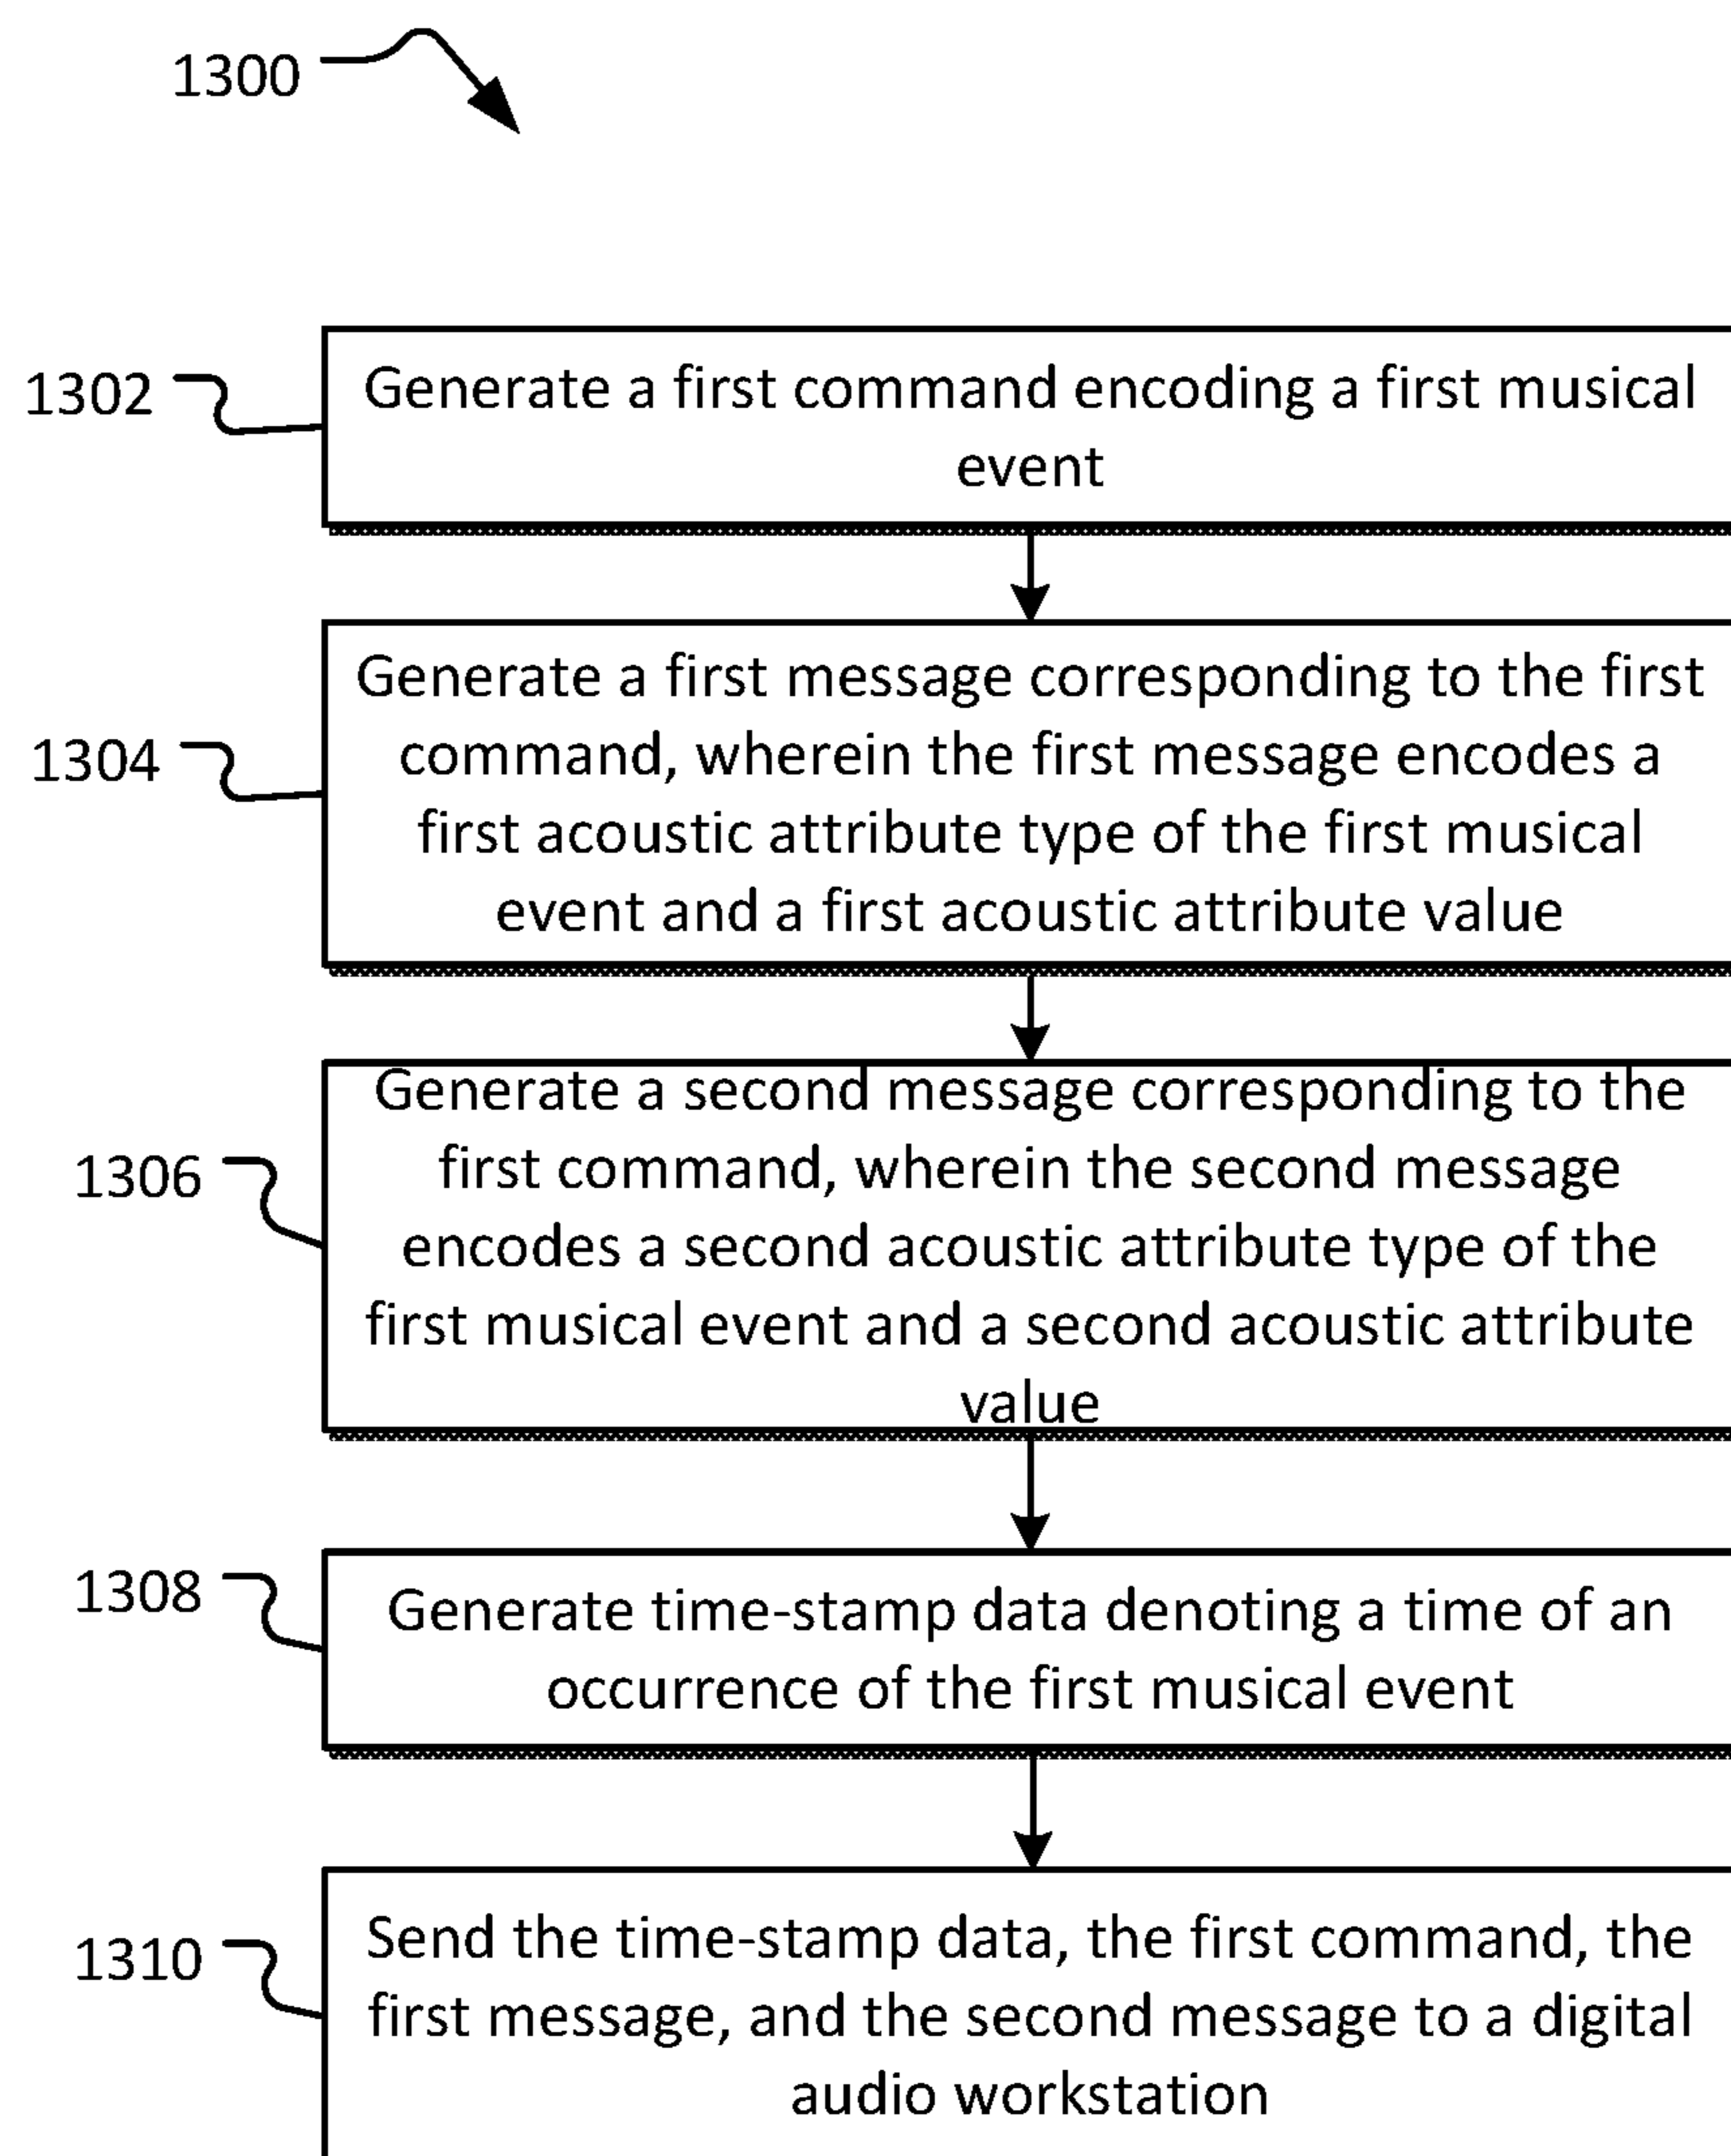 1300
1302
Generate a first command encoding a first musical
event
1304
Generate a first message corresponding to the first
command, wherein the first message encodes a
first acoustic attribute type of the first musical
event and a first acoustic attribute value
1306
Generate a second message corresponding to the
first command, wherein the second message
encodes a second acoustic attribute type of the
first musical event and a second acoustic attribute
value
1308
Generate time-stamp data denoting a time of an
occurrence of the first musical event
1310
Send the time-stamp data, the first command, the
first message, and the second message to a digital
audio workstation